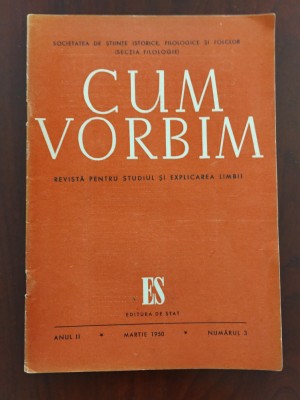 SOCIETATEA DE ȘTIINȚE ISTORICE, FILOLOGICE ȘI FOLCLOR
(SECȚIA FILOLOGIE)
CUM
VORBIM
REVISTĂ PENTRU STUDIUL ȘI EXPLICAREA LIMBII
ES
EDITURA DE STAT
ANUL II * MARTIE 1950 * NUMĂRUL 3